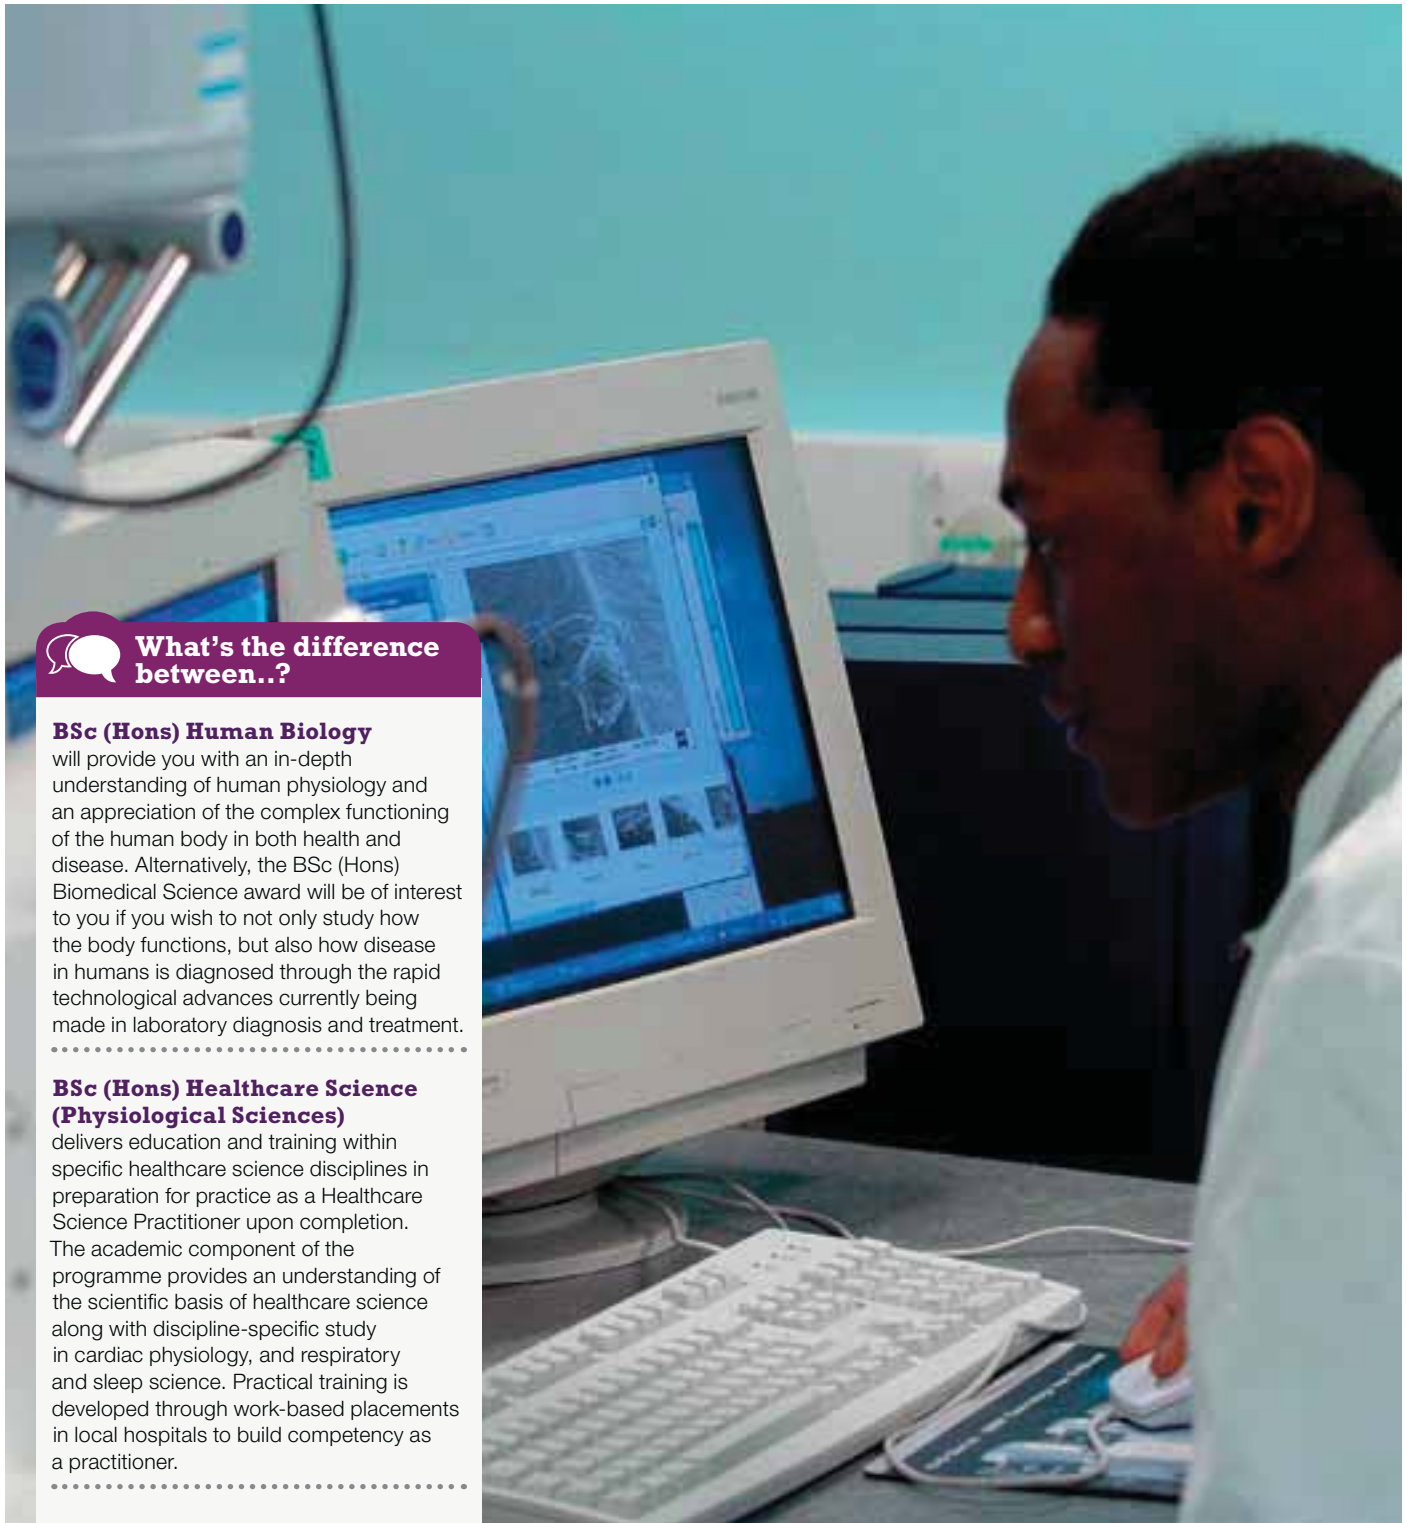 What's the difference
between..?
BSc (Hons) Human Biology
will provide you with an in-depth
understanding of human physiology and
an appreciation of the complex functioning
of the human body in both health and
disease. Alternatively, the BSc (Hons)
Biomedical Science award will be of interest
to you if you wish to not only study how
the body functions, but also how disease
in humans is diagnosed through the rapid
technological advances currently being
made in laboratory diagnosis and treatment.
BSc (Hons) Healthcare Science
(Physiological Sciences)
delivers education and training within
specific healthcare science disciplines in
preparation for practice as a Healthcare
Science Practitioner upon completion.
The academic component of the
programme provides an understanding of
the scientific basis of healthcare science
along with discipline-specific study
in cardiac physiology, and respiratory
and sleep science. Practical training is
developed through work-based placements
in local hospitals to build competency as
a practitioner.